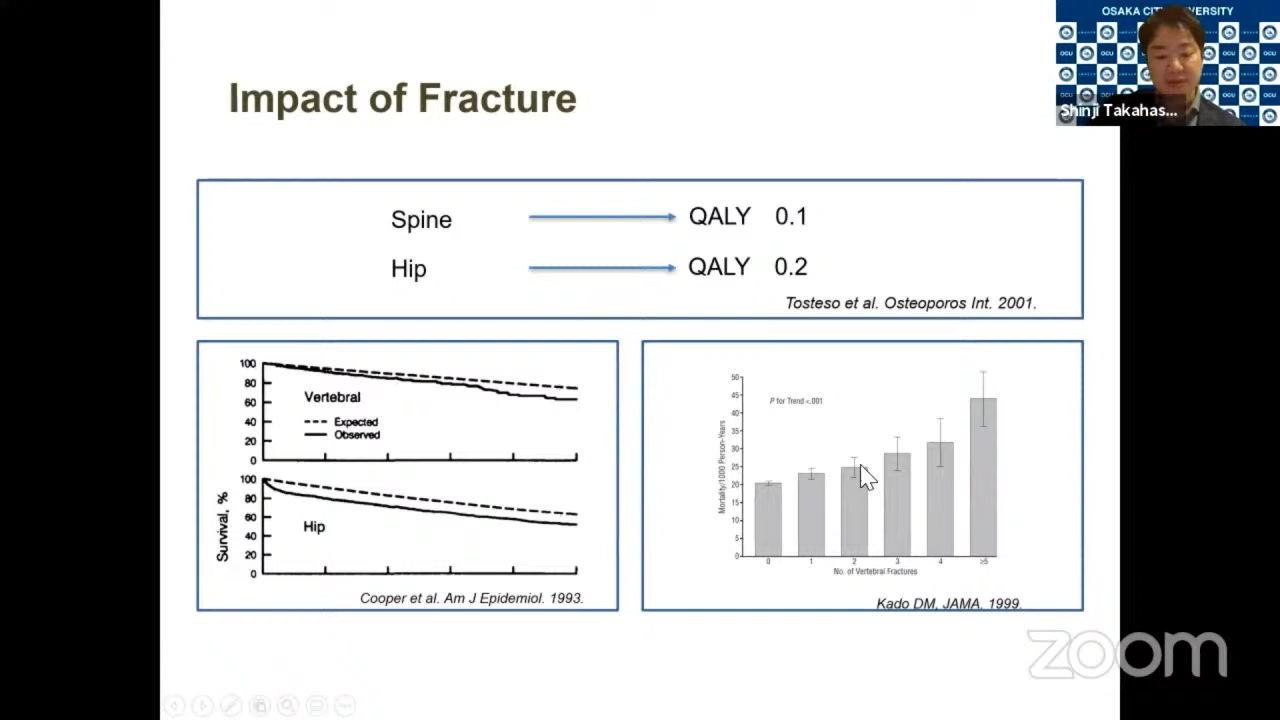 OSAKA CITY UNIVERSITY
Shinji Takahas...
Impact of Fracture
Spine QALY 0.1
Hip QALY 0.2
Tosteso et al. Osteoporos Int. 2001.
100
80
60
40
20
0
Vertebral
Expected
Observed
Survival, %
100
80
60
40
20
0
Hip
Cooper et al. Am J Epidemiol. 1993.
Mortality/1000 Person-Years
50
45
40
35
30
25
20
15
10
5
0
P for Trend <.001
0 1 2 3 4 ≥5
No. of Vertebral Fractures
Kado DM, JAMA. 1999.
zoom